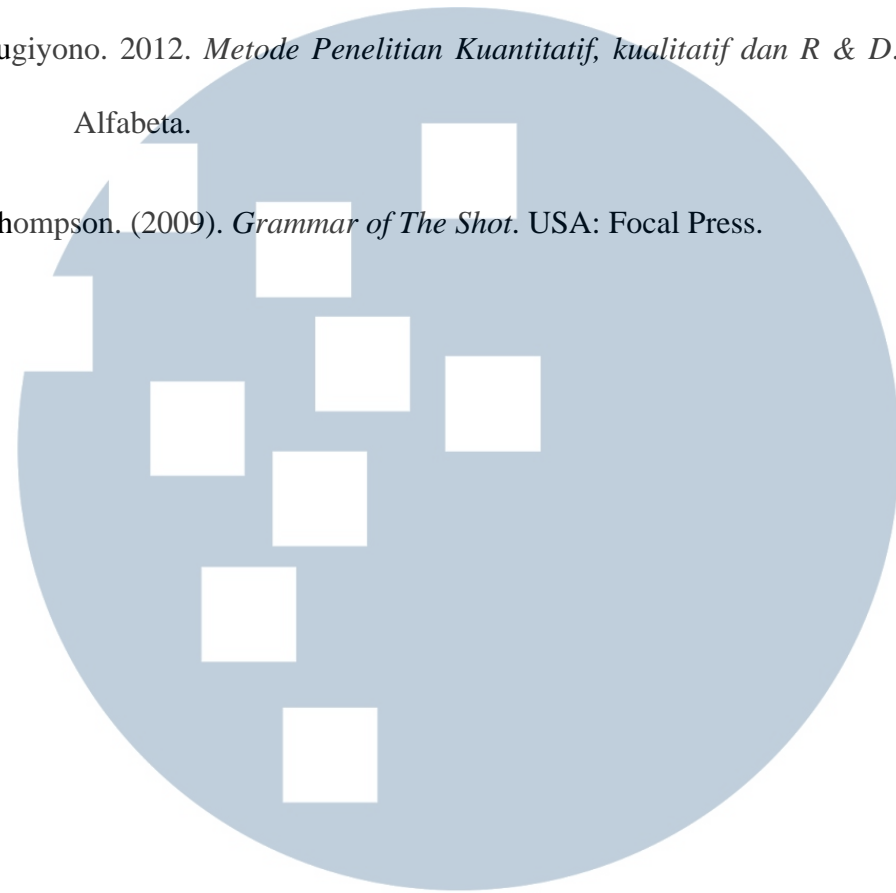 ugiyono. 2012. Metode Penelitian Kuantitatif, kualitatif dan R & D.
Alfabeta.
hompson. (2009). Grammar of The Shot. USA: Focal Press.